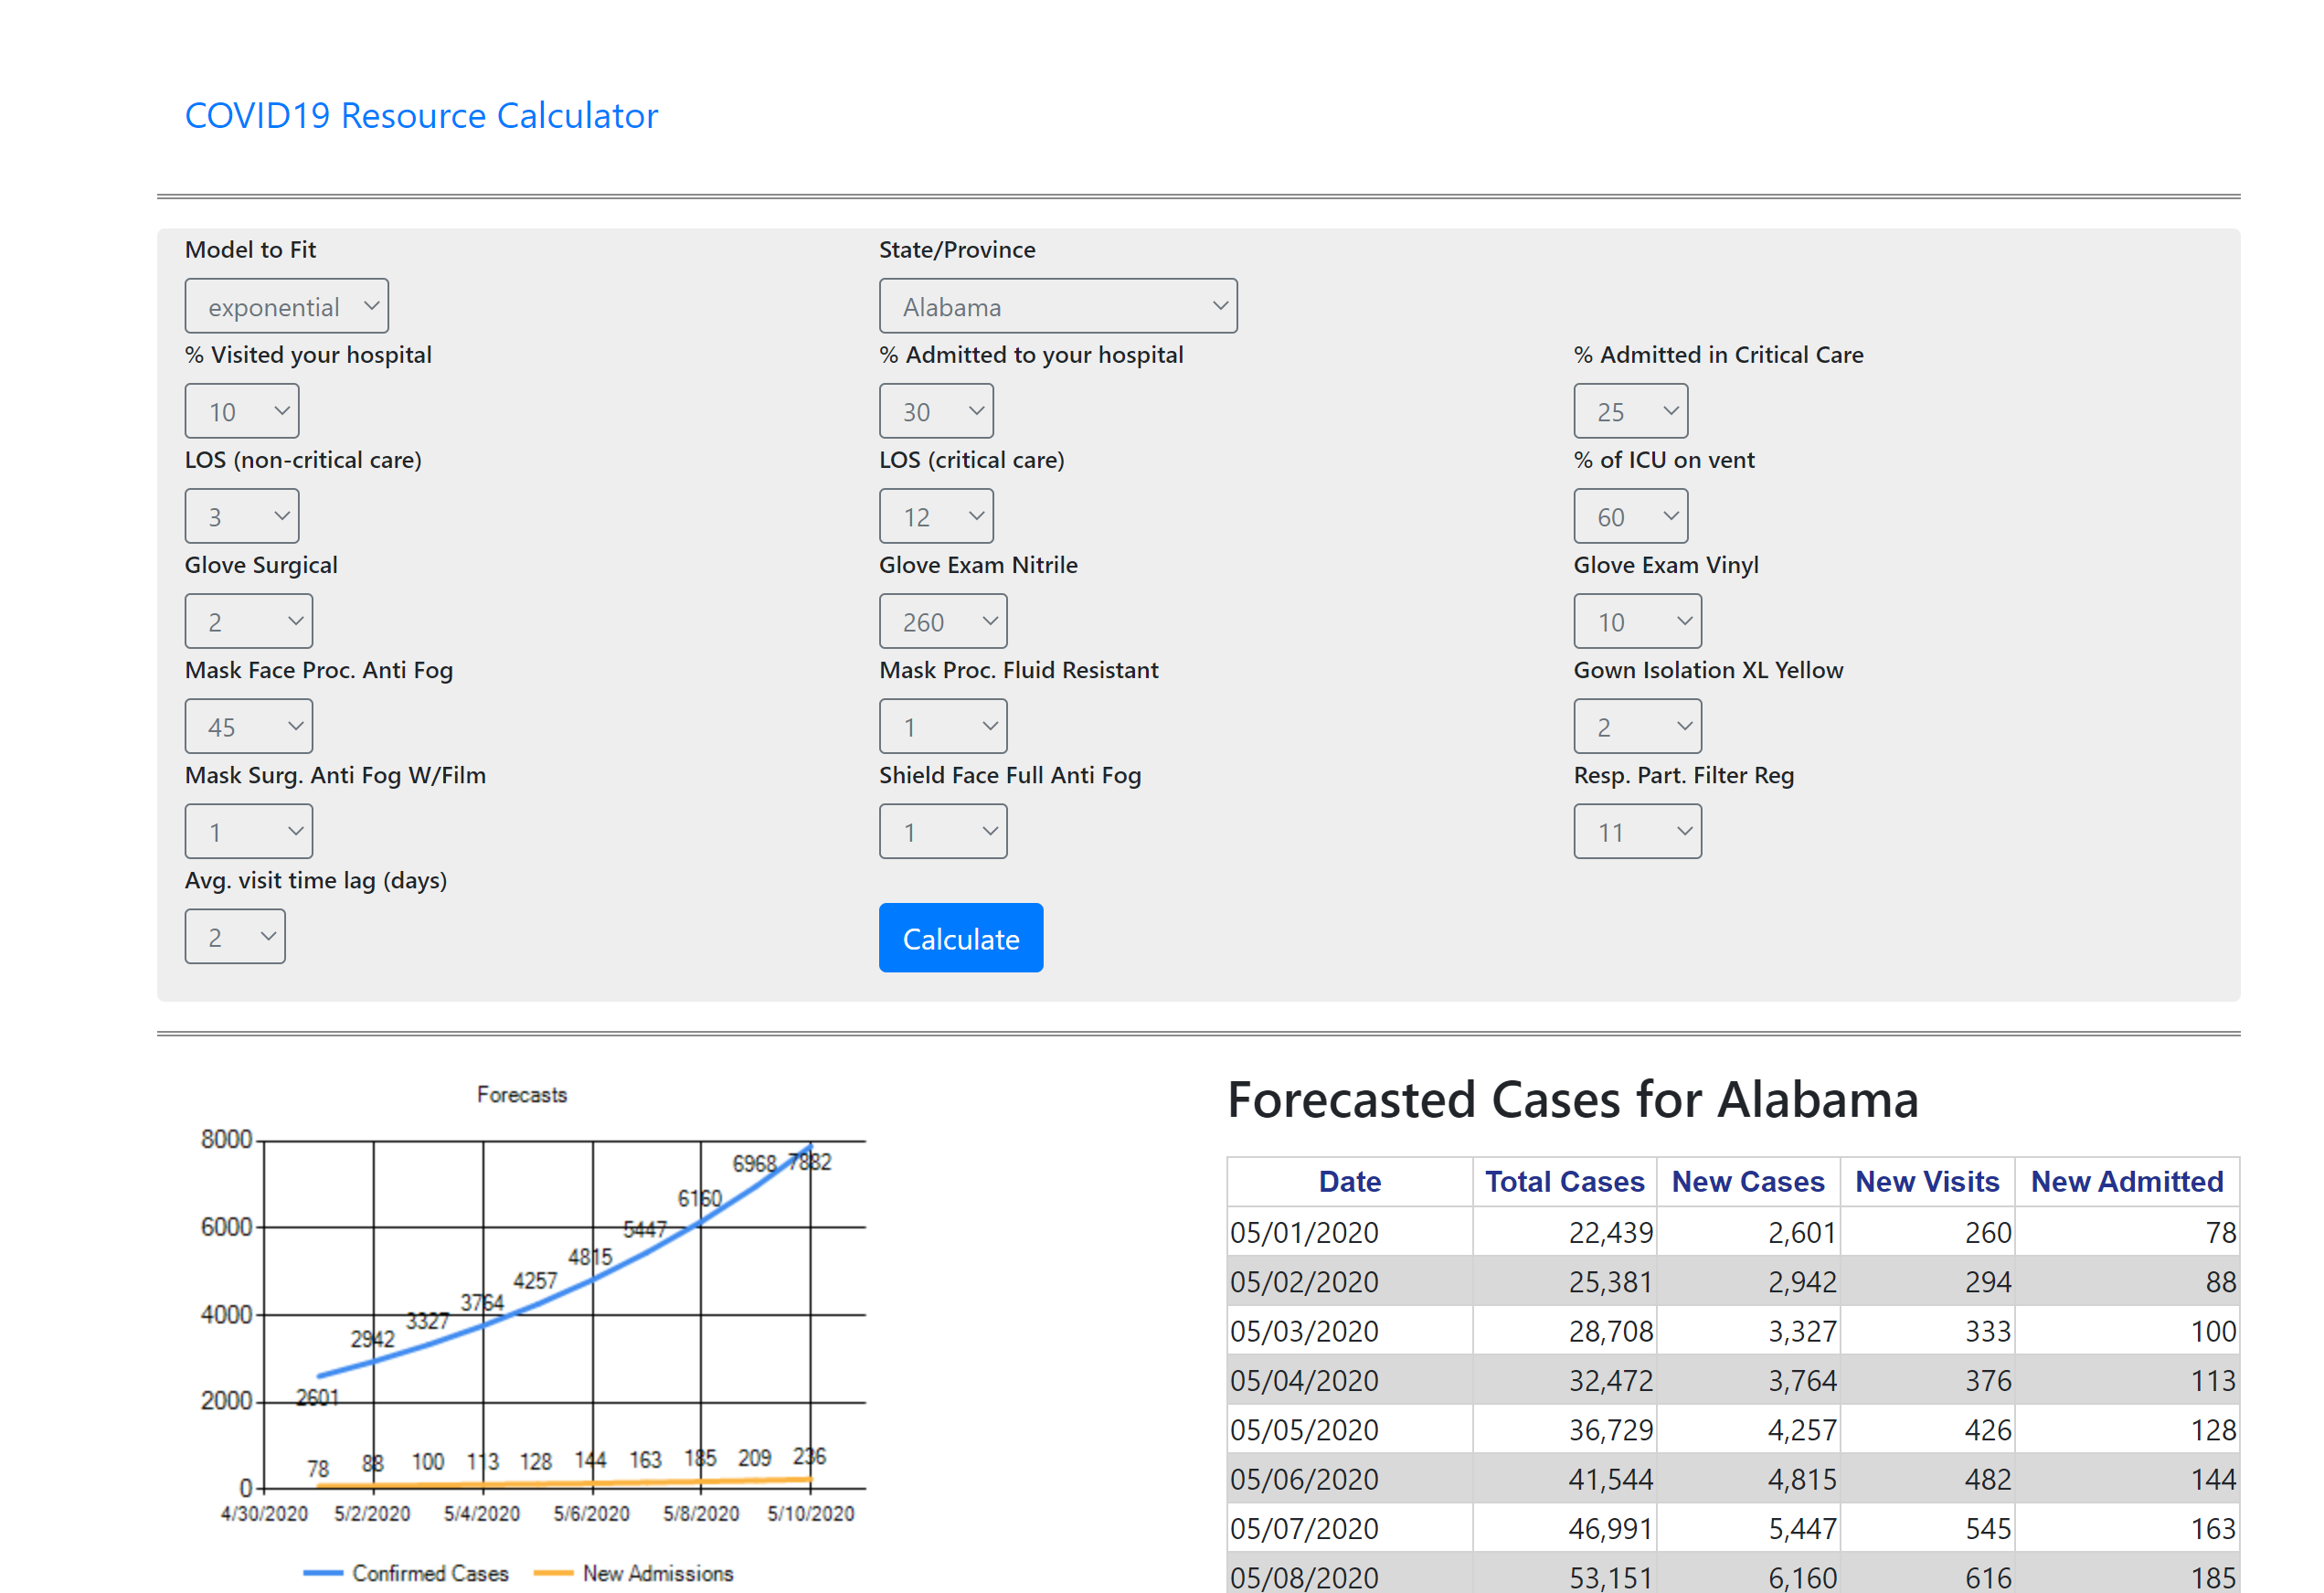 COVID19 Resource Calculator
Model to Fit State/Province
exponential Alabama
% Visited your hospital % Admitted to your hospital % Admitted in Critical Care
10 30 25
LOS (non-critical care) LOS (critical care) % of ICU on vent
3 12 60
Glove Surgical Glove Exam Nitrile Glove Exam Vinyl
2 260 10
Mask Face Proc. Anti Fog Mask Proc. Fluid Resistant Gown Isolation XL Yellow
45 1 2
Mask Surg. Anti Fog W/Film Shield Face Full Anti Fog Resp. Part. Filter Reg
1 1 11
Avg. visit time lag (days)
2 Calculate
Forecasts
8000
6000
4000
2000
0
2601 2942 3327 3764 4257 4815 5447 6160 6968 7882
78 88 100 113 128 144 163 185 209 236
4/30/2020 5/2/2020 5/4/2020 5/6/2020 5/8/2020 5/10/2020
Confirmed Cases New Admissions
Forecasted Cases for Alabama
Date Total Cases New Cases New Visits New Admitted
05/01/2020 22,439 2,601 260 78
05/02/2020 25,381 2,942 294 88
05/03/2020 28,708 3,327 333 100
05/04/2020 32,472 3,764 376 113
05/05/2020 36,729 4,257 426 128
05/06/2020 41,544 4,815 482 144
05/07/2020 46,991 5,447 545 163
05/08/2020 53,151 6,160 616 185